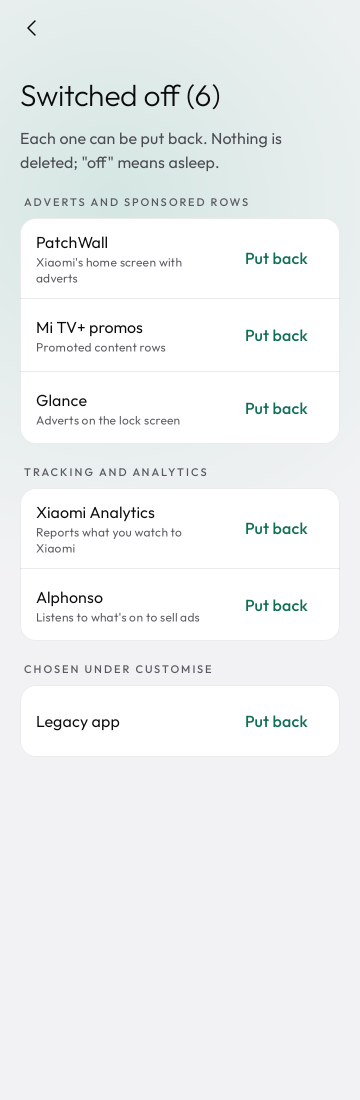 Switched off (6)
Each one can be put back. Nothing is
deleted; "off" means asleep.
ADVERTS AND SPONSORED ROWS
PatchWall
Xiaomi's home screen with
adverts
Put back
Mi TV+ promos
Promoted content rows
Put back
Glance
Adverts on the lock screen
Put back
TRACKING AND ANALYTICS
Xiaomi Analytics
Reports what you watch to
Xiaomi
Put back
Alphonso
Listens to what's on to sell ads
Put back
CHOSEN UNDER CUSTOMISE
Legacy app
Put back